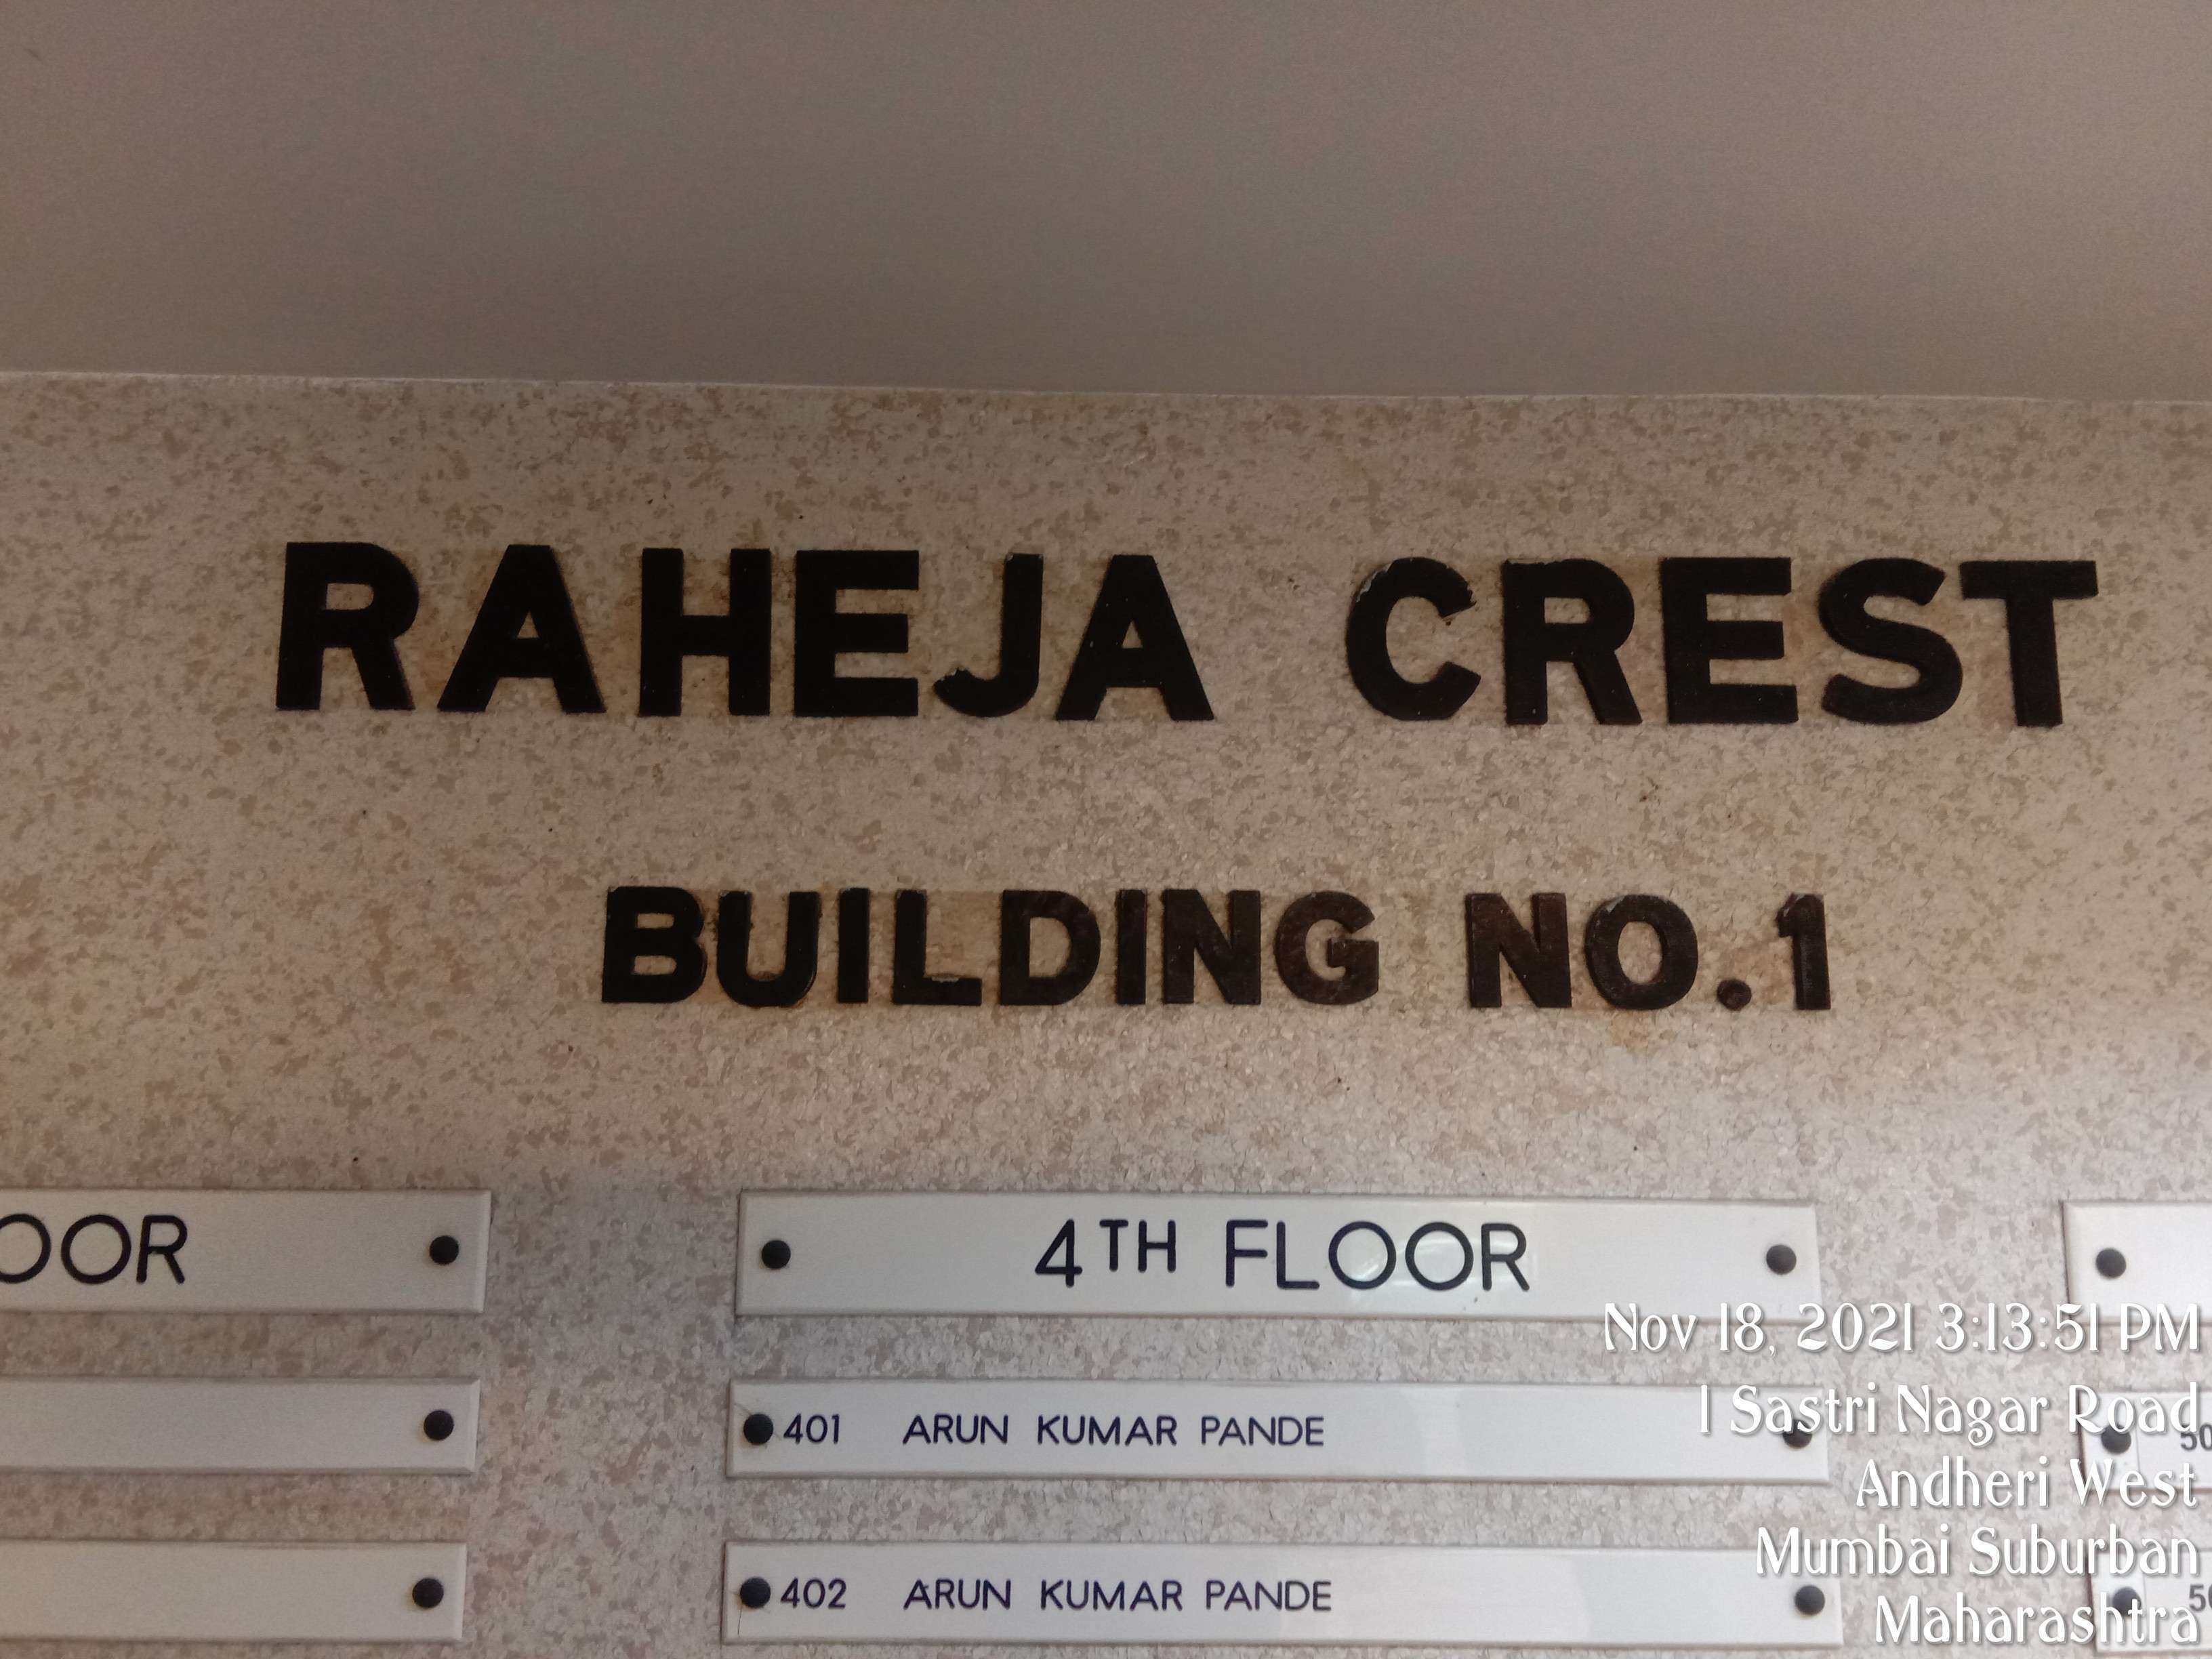 RAHEJA CREST
BUILDING NO.1
OOR
4TH FLOOR
401 ARUN KUMAR PANDE
402 ARUN KUMAR PANDE
Nov 18, 2021 3:13:51 PM
1 Sastri Nagar Road
Andheri West
Mumbai Suburban
Maharashtra